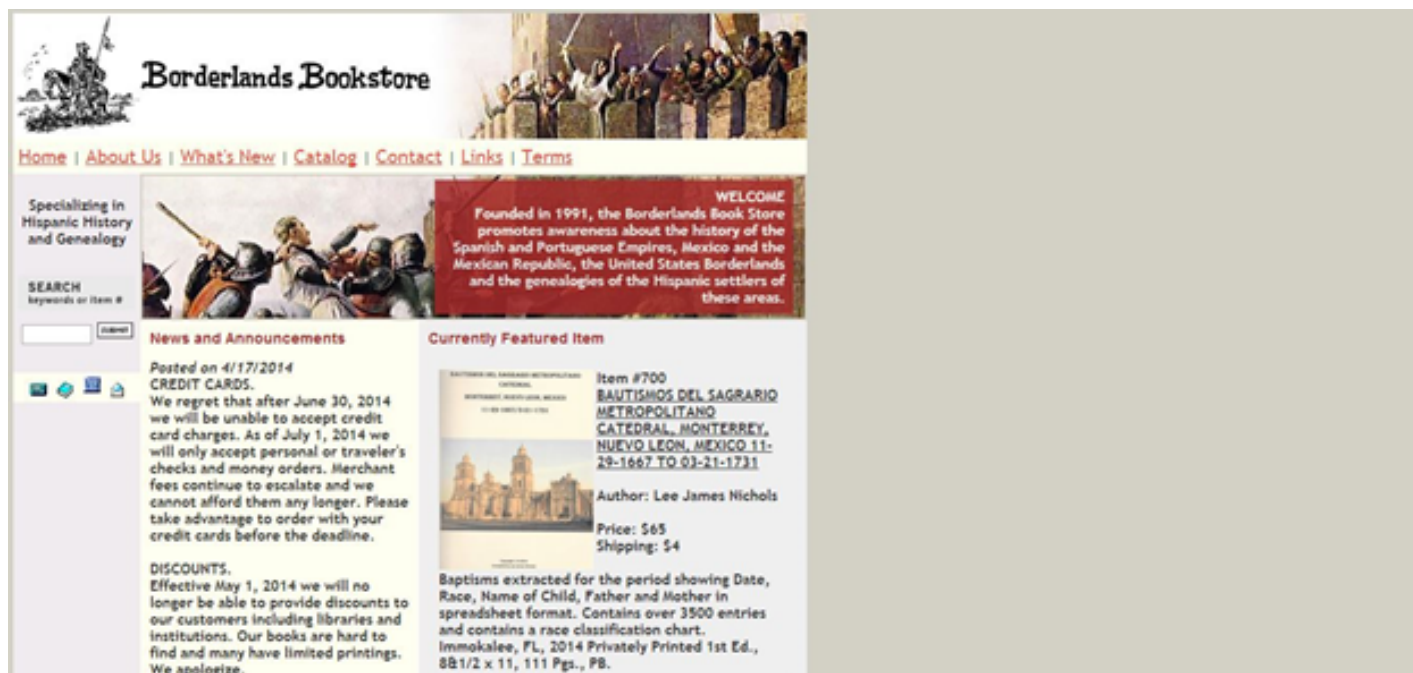 Borderlands Bookstore
Home | About Us | What's New | Catalog | Contact | Links | Terms
Specializing in
Hispanic History
and Genealogy
SEARCH
keywords or item #
SUBMIT
WELCOME
Founded in 1991, the Borderlands Book Store
promotes awareness about the history of the
Spanish and Portuguese Empires, Mexico and the
Mexican Republic, the United States Borderlands
and the genealogies of the Hispanic settlers of
these areas.
News and Announcements
Posted on 4/17/2014
CREDIT CARDS.
We regret that after June 30, 2014
we will be unable to accept credit
card charges. As of July 1, 2014 we
will only accept personal or traveler's
checks and money orders. Merchant
fees continue to escalate and we
cannot afford them any longer. Please
take advantage to order with your
credit cards before the deadline.
DISCOUNTS.
Effective May 1, 2014 we will no
longer be able to provide discounts to
our customers including libraries and
institutions. Our books are hard to
find and many have limited printings.
We apologize.
Currently Featured Item
BAUTISMOS DEL SAGRARIO METROPOLITANO
CATEDRAL,
MONTERREY, NUEVO LEON, MEXICO
Item #700
BAUTISMOS DEL SAGRARIO
METROPOLITANO
CATEDRAL, MONTERREY,
NUEVO LEON, MEXICO 11-
29-1667 TO 03-21-1731
Author: Lee James Nichols
Price: $65
Shipping: $4
Baptisms extracted for the period showing Date,
Race, Name of Child, Father and Mother in
spreadsheet format. Contains over 3500 entries
and contains a race classification chart.
Immokalee, FL, 2014 Privately Printed 1st Ed.,
8&1/2 x 11, 111 Pgs., PB.